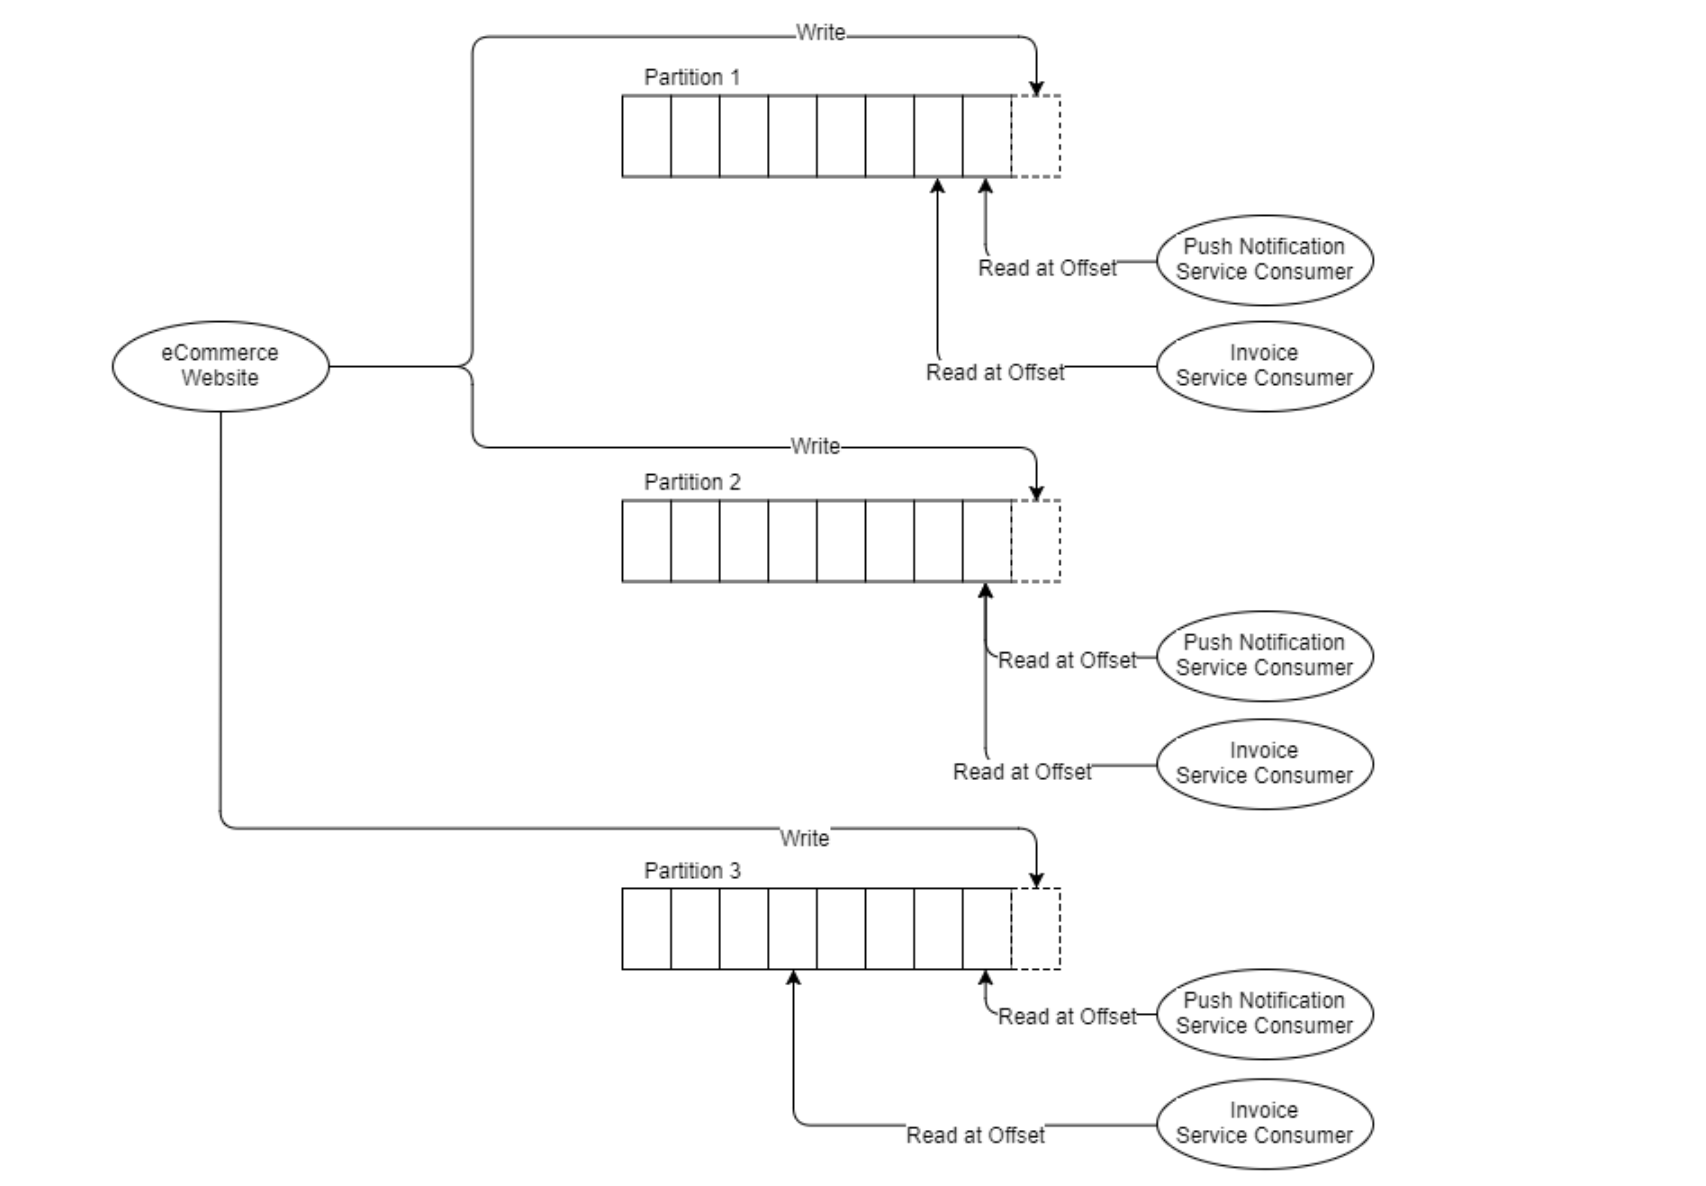 Write
Partition 1
Push Notification
Service Consumer
Read at Offset
eCommerce
Website
Invoice
Service Consumer
Read at Offset
Write
Partition 2
Push Notification
Service Consumer
Read at Offset
Invoice
Service Consumer
Read at Offset
Write
Partition 3
Push Notification
Service Consumer
Read at Offset
Invoice
Service Consumer
Read at Offset